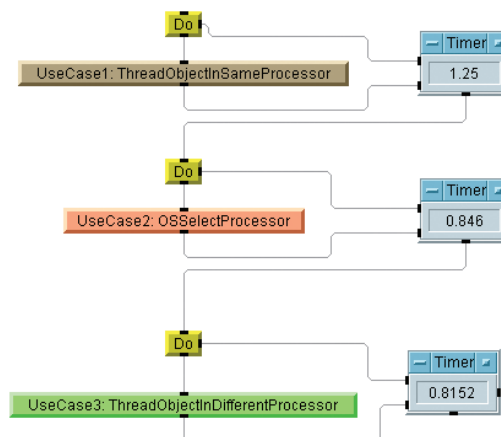 Do
Timer
UseCase1: ThreadObjectInSameProcessor
1.25
Do
Timer
UseCase2: OSSelectProcessor
0.846
Do
Timer
UseCase3: ThreadObjectInDifferentProcessor
0.8152